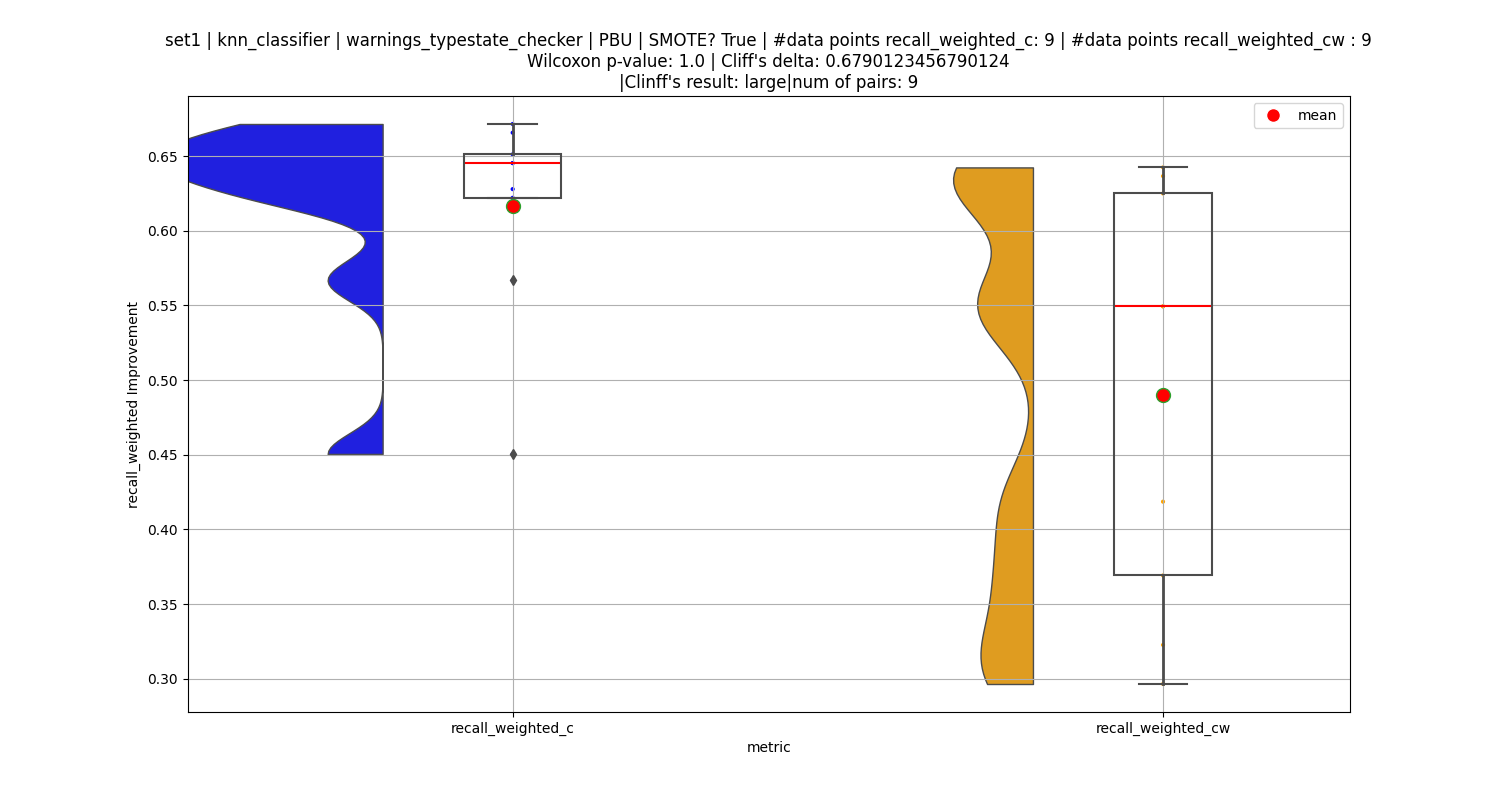 set1 | knn_classifier | warnings_typestate_checker | PBU | SMOTE? True | #data points recall_weighted_c: 9 | #data points recall_weighted_cw : 9
Wilcoxon p-value: 1.0 | Cliff's delta: 0.6790123456790124
|Clinff's result: large|num of pairs: 9
mean
recall_weighted Improvement
0.65
0.60
0.55
0.50
0.45
0.40
0.35
0.30
recall_weighted_c
recall_weighted_cw
metric